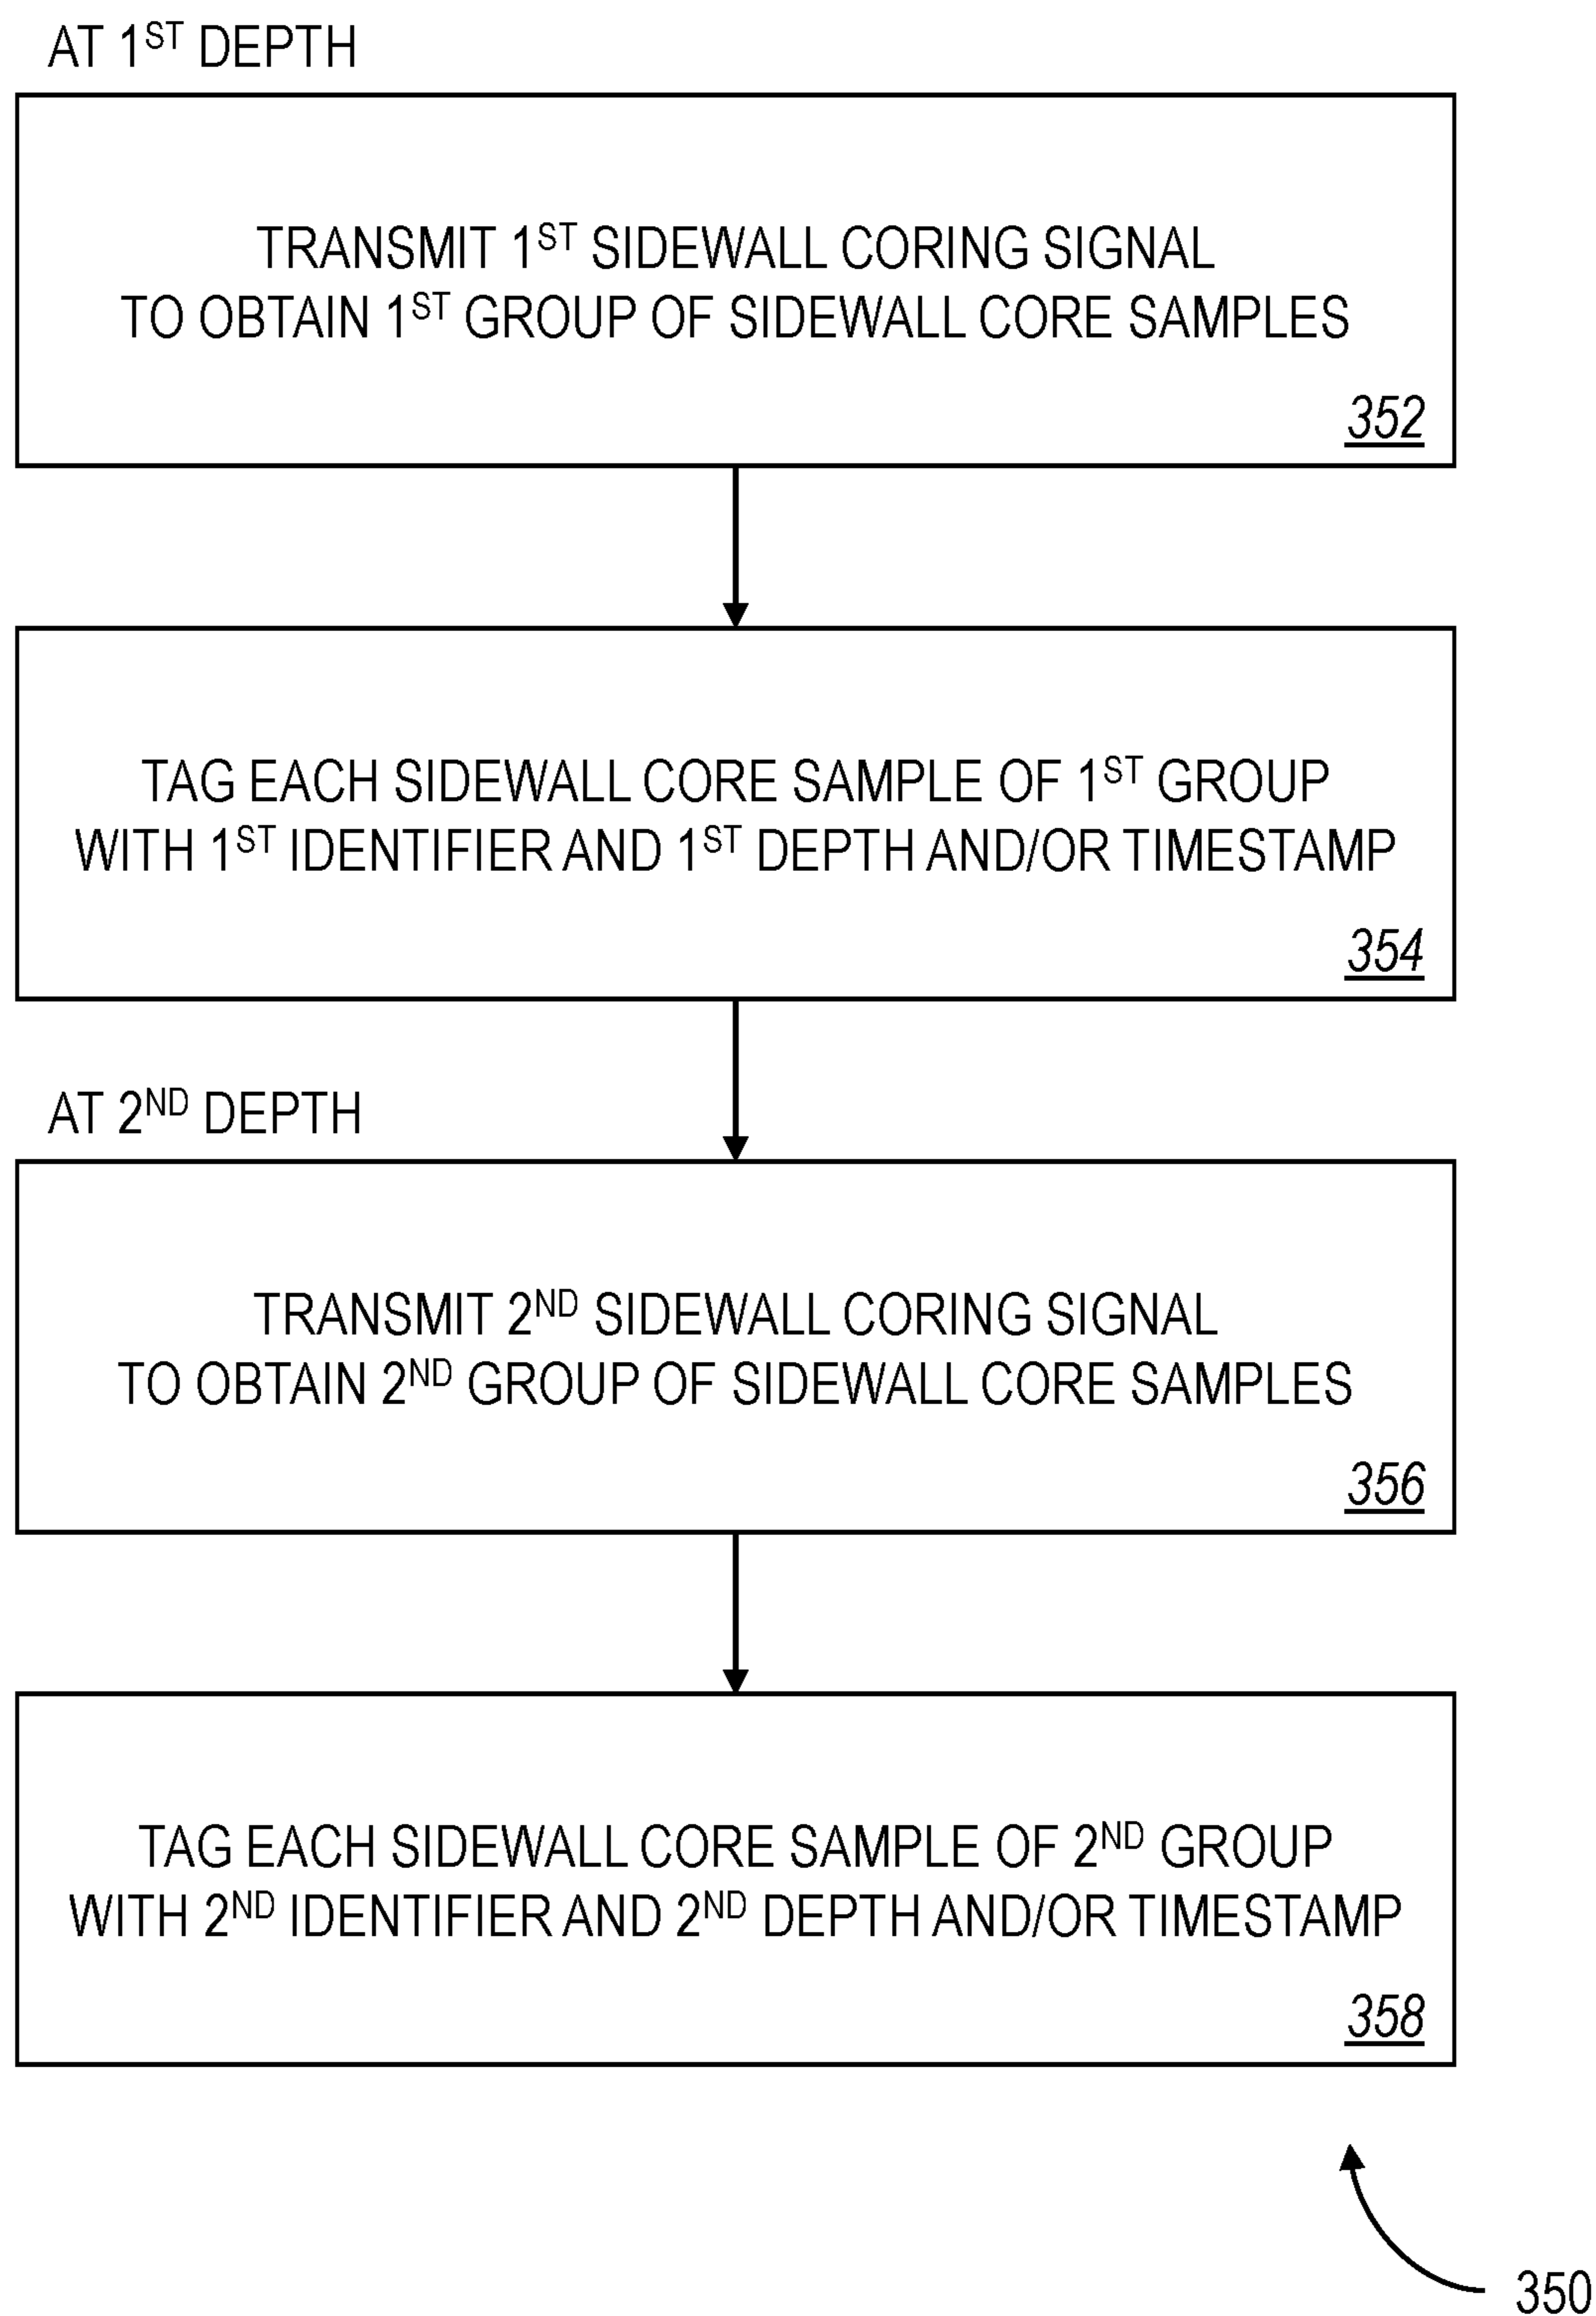 AT 1ST DEPTH
TRANSMIT 1ST SIDEWALL CORING SIGNAL
TO OBTAIN 1ST GROUP OF SIDEWALL CORE SAMPLES
352
TAG EACH SIDEWALL CORE SAMPLE OF 1ST GROUP
WITH 1ST IDENTIFIER AND 1ST DEPTH AND/OR TIMESTAMP
354
AT 2ND DEPTH
TRANSMIT 2ND SIDEWALL CORING SIGNAL
TO OBTAIN 2ND GROUP OF SIDEWALL CORE SAMPLES
356
TAG EACH SIDEWALL CORE SAMPLE OF 2ND GROUP
WITH 2ND IDENTIFIER AND 2ND DEPTH AND/OR TIMESTAMP
358
350